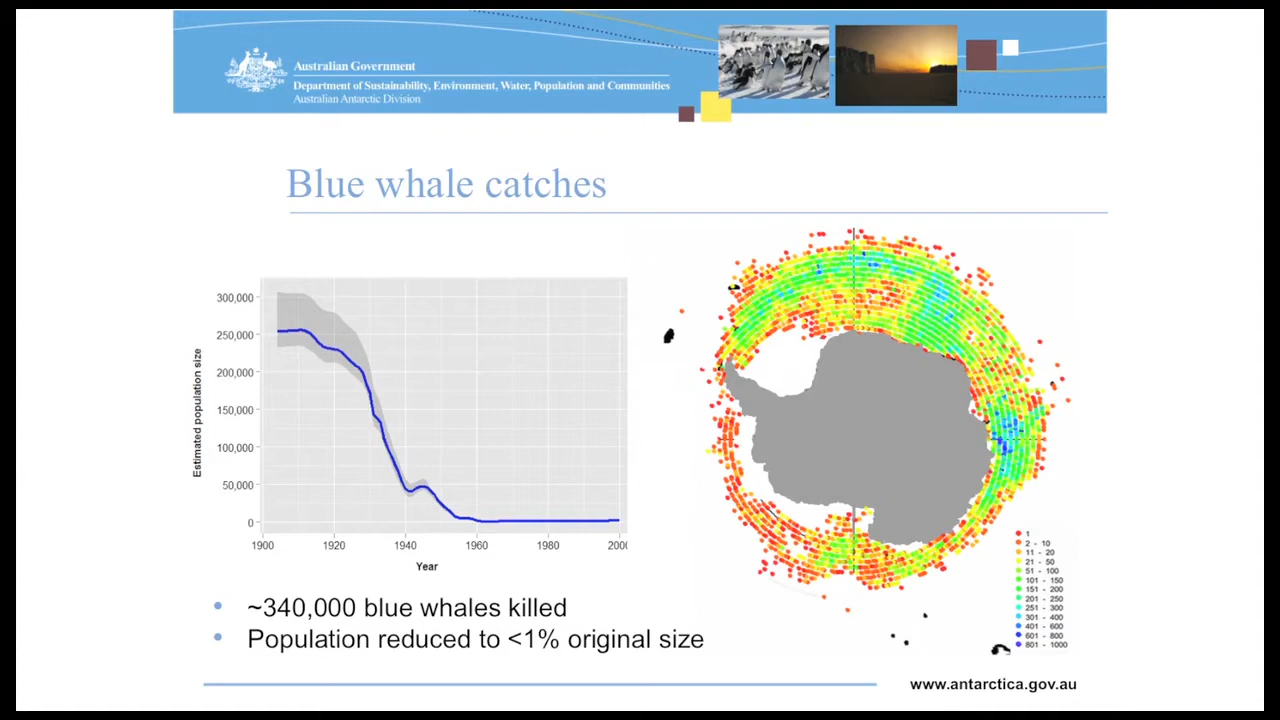 Australian Government
Department of Sustainability, Environment, Water, Population and Communities
Australian Antarctic Division
Blue whale catches
Estimated population size
300,000
250,000
200,000
150,000
100,000
50,000
0
1900 1920 1940 1960 1980 2000
Year
1
2 - 10
11 - 20
21 - 50
51 - 100
101 - 150
151 - 200
201 - 250
251 - 300
301 - 400
401 - 600
601 - 800
801 - 1000
• ~340,000 blue whales killed
• Population reduced to <1% original size
www.antarctica.gov.au